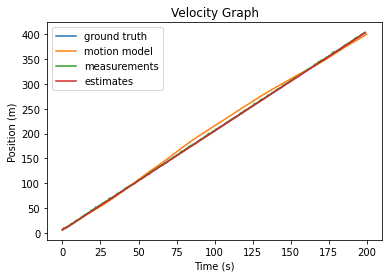 Velocity Graph
ground truth
motion model
measurements
estimates
Position (m)
400
350
300
250
200
150
100
50
0
0 25 50 75 100 125 150 175 200
Time (s)